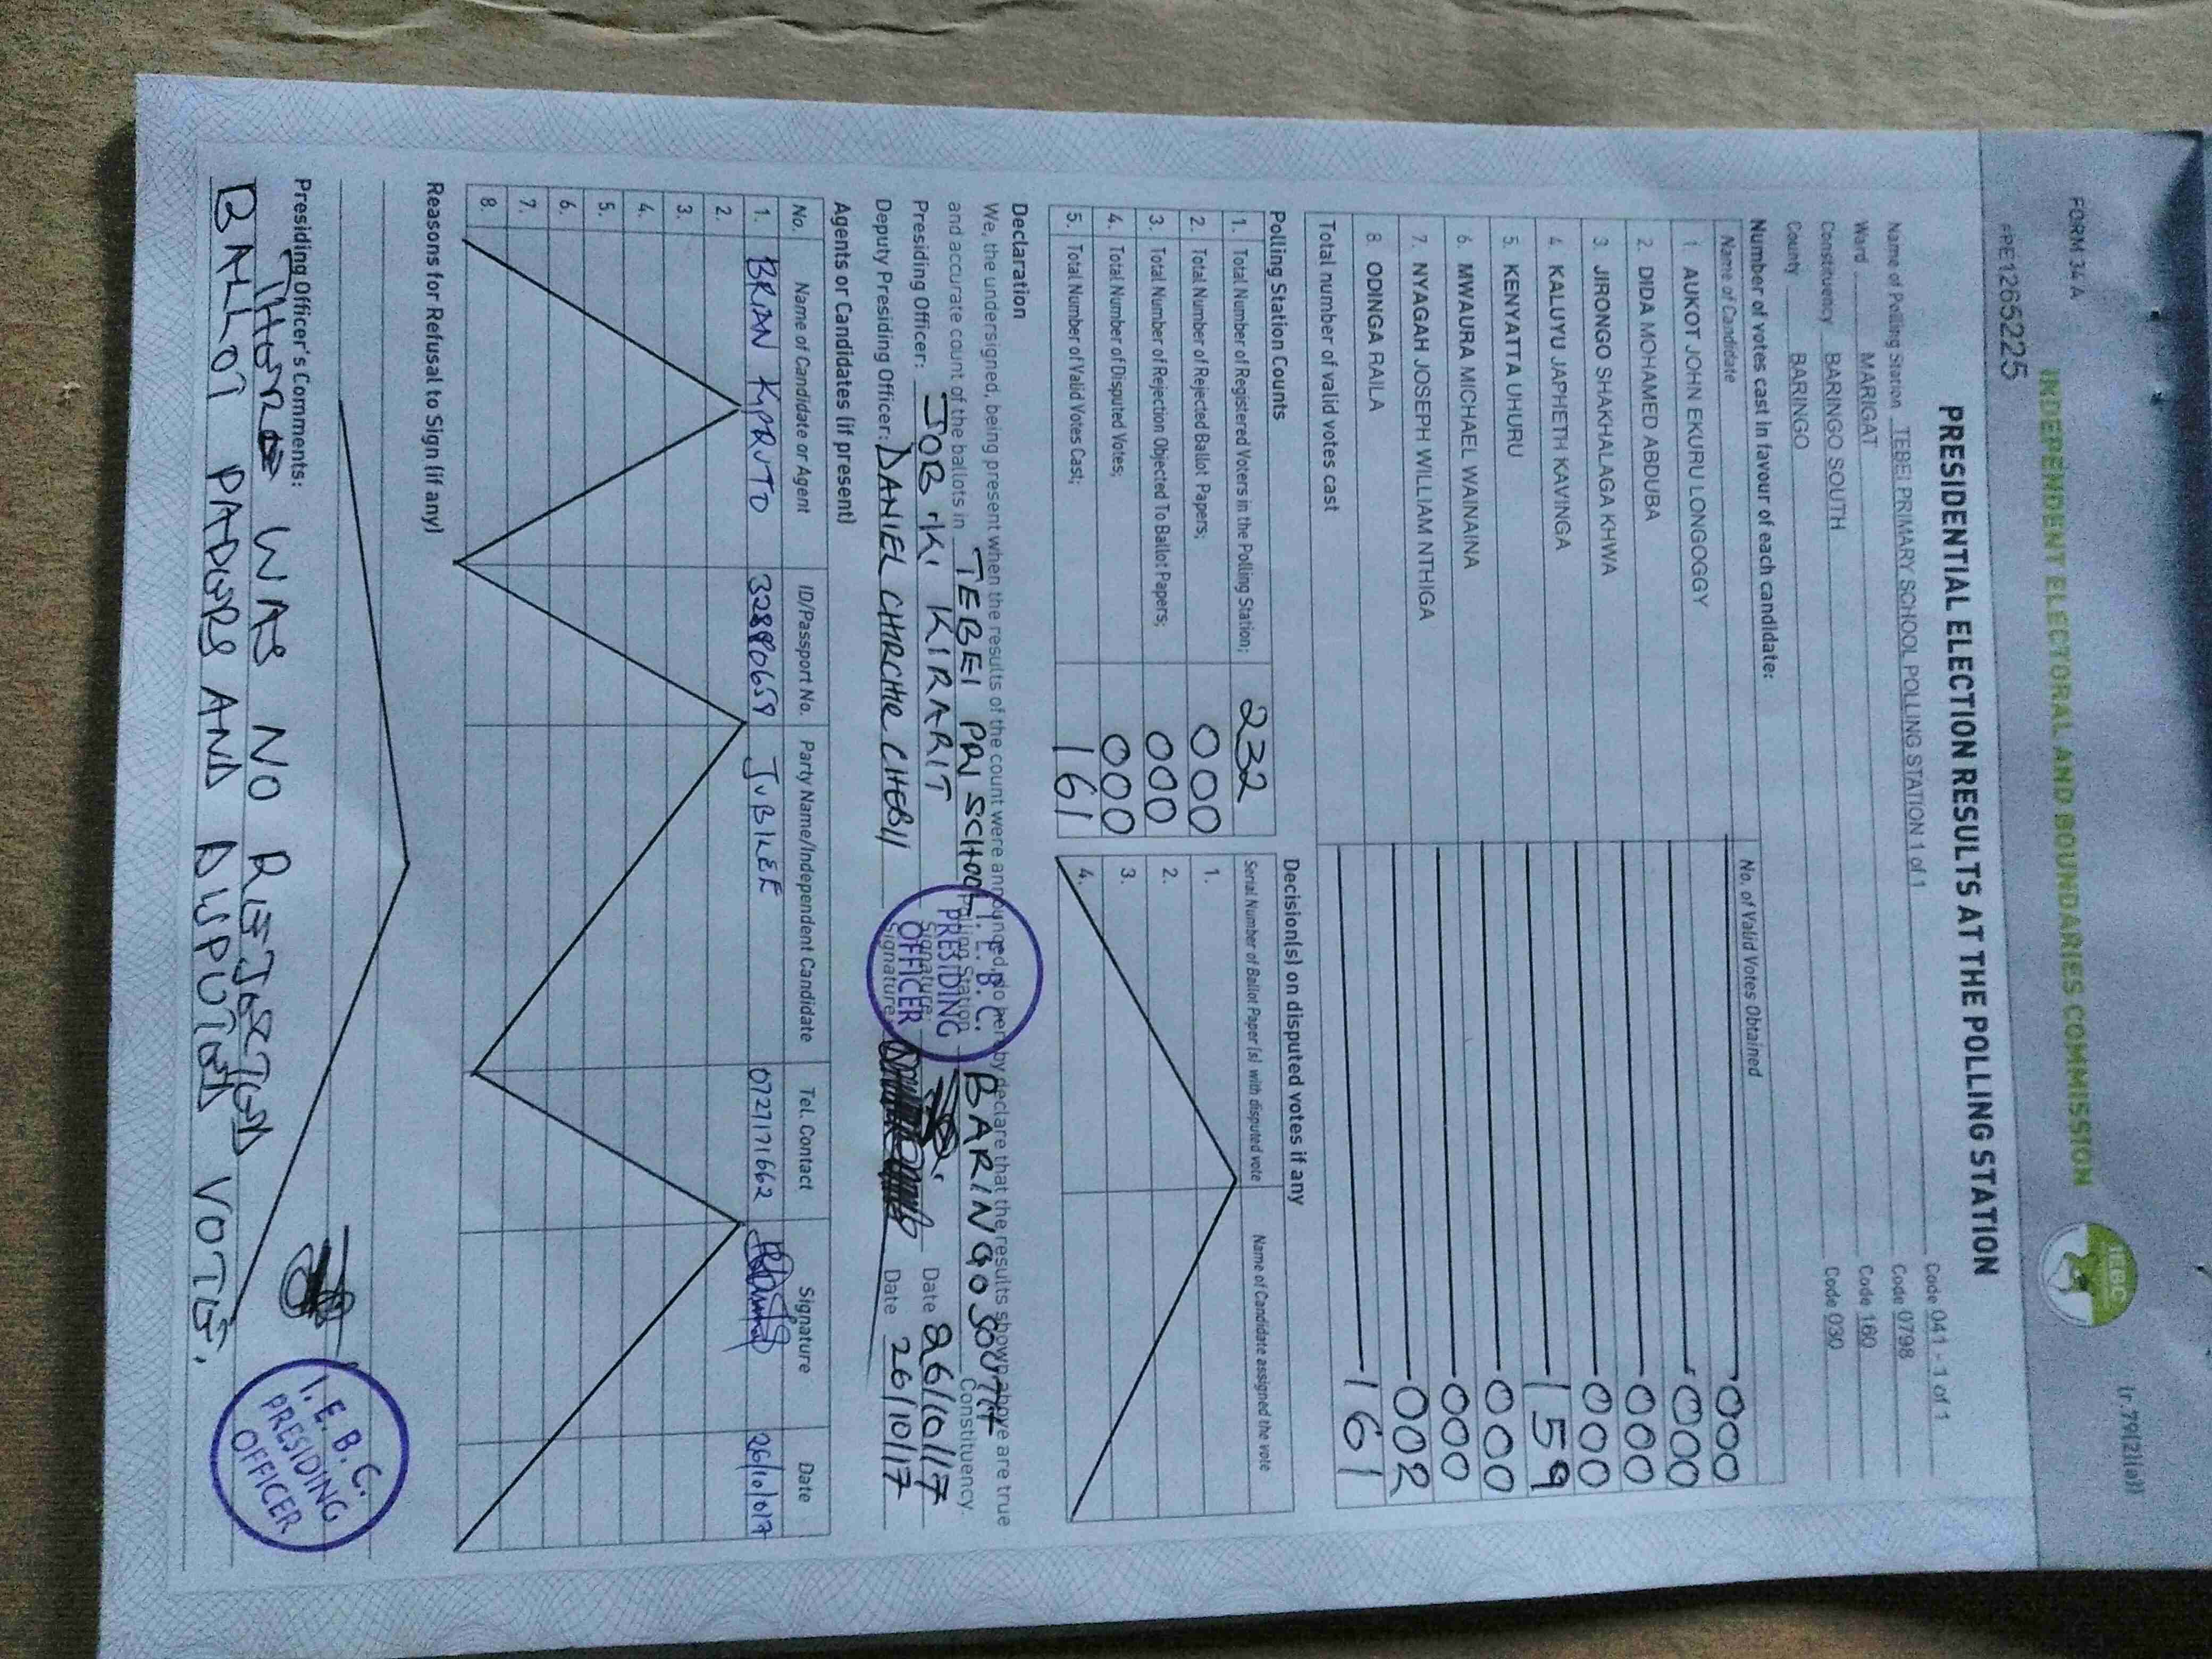 FORM 34 A
(r.79(2)(a))
INDEPENDENT ELECTORAL AND BOUNDARIES COMMISSION
IEBC
PRE1265225
PRESIDENTIAL ELECTION RESULTS AT THE POLLING STATION
Name of Polling Station TEBEI PRIMARY SCHOOL POLLING STATION 1 of 1 Code 041 - 1 of 1
Ward MARIGAT Code 0798
Constituency BARINGO SOUTH Code 160
County BARINGO Code 030
Number of votes cast in favour of each candidate:
Name of Candidate No. of Valid Votes Obtained
1 AUKOT JOHN EKURU LONGOGGY 000
2. DIDA MOHAMED ABDUBA 000
3. JIRONGO SHAKHALAGA KHWA 000
4. KALUYU JAPHETH KAVINGA 000
5. KENYATTA UHURU 159
6. MWAURA MICHAEL WAINAINA 000
7. NYAGAH JOSEPH WILLIAM NTHIGA 000
8. ODINGA RAILA 002
Total number of valid votes cast 161
Polling Station Counts
1. Total Number of Registered Voters in the Polling Station; 232
2. Total Number of Rejected Ballot Papers; 000
3. Total Number of Rejection Objected To Ballot Papers; 000
4. Total Number of Disputed Votes; 000
5. Total Number of Valid Votes Cast; 161
Decision(s) on disputed votes if any
Serial Number of Ballot Paper (s) with disputed vote Name of Candidate assigned the vote
1.
2.
3.
4.
Declaration
We, the undersigned, being present when the results of the count were announced, do hereby declare that the results shown above are true
and accurate count of the ballots in TEBEI PRI SCHOOL Polling Station BARINGO SOUTH Constituency.
Presiding Officer: JOB KI KIRARIT Signature: Date 26/10/17
Deputy Presiding Officer: DANIEL CHIRCHIR CHEBII Signature: Date 26/10/17
I. E. B. C.
PRESIDING
OFFICER
Agents or Candidates (if present)
No. Name of Candidate or Agent ID/Passport No. Party Name/Independent Candidate Tel. Contact Signature Date
1. BRIAN KIPRUTO 32890659 JUBILEE 0727171662 26/10/017
2.
3.
4.
5.
6.
7.
8.
Reasons for Refusal to Sign (if any)
Presiding Officer's Comments:
THERE WAS NO REJECTED
BALLOT PAPERS AND DISPUTED VOTE.
I. E. B. C.
PRESIDING
OFFICER